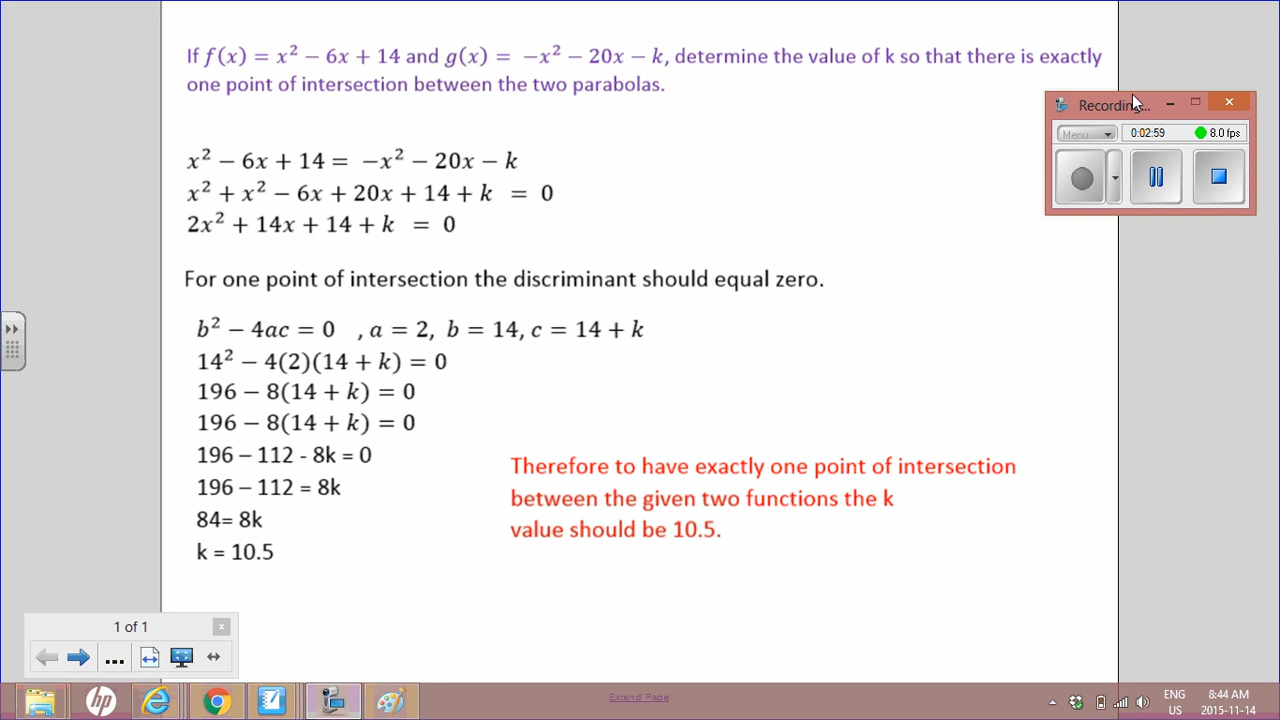 If f(x) = x² − 6x + 14 and g(x) = −x² − 20x − k, determine the value of k so that there is exactly
one point of intersection between the two parabolas.
Recording...
Menu
0:02:59
8.0 fps
x² − 6x + 14 = −x² − 20x − k
x² + x² − 6x + 20x + 14 + k = 0
2x² + 14x + 14 + k = 0
For one point of intersection the discriminant should equal zero.
b² − 4ac = 0 , a = 2, b = 14, c = 14 + k
14² − 4(2)(14 + k) = 0
196 − 8(14 + k) = 0
196 − 8(14 + k) = 0
196 – 112 - 8k = 0
196 – 112 = 8k
84= 8k
k = 10.5
Therefore to have exactly one point of intersection
between the given two functions the k
value should be 10.5.
1 of 1
Extend Page
ENG
US
8:44 AM
2015-11-14